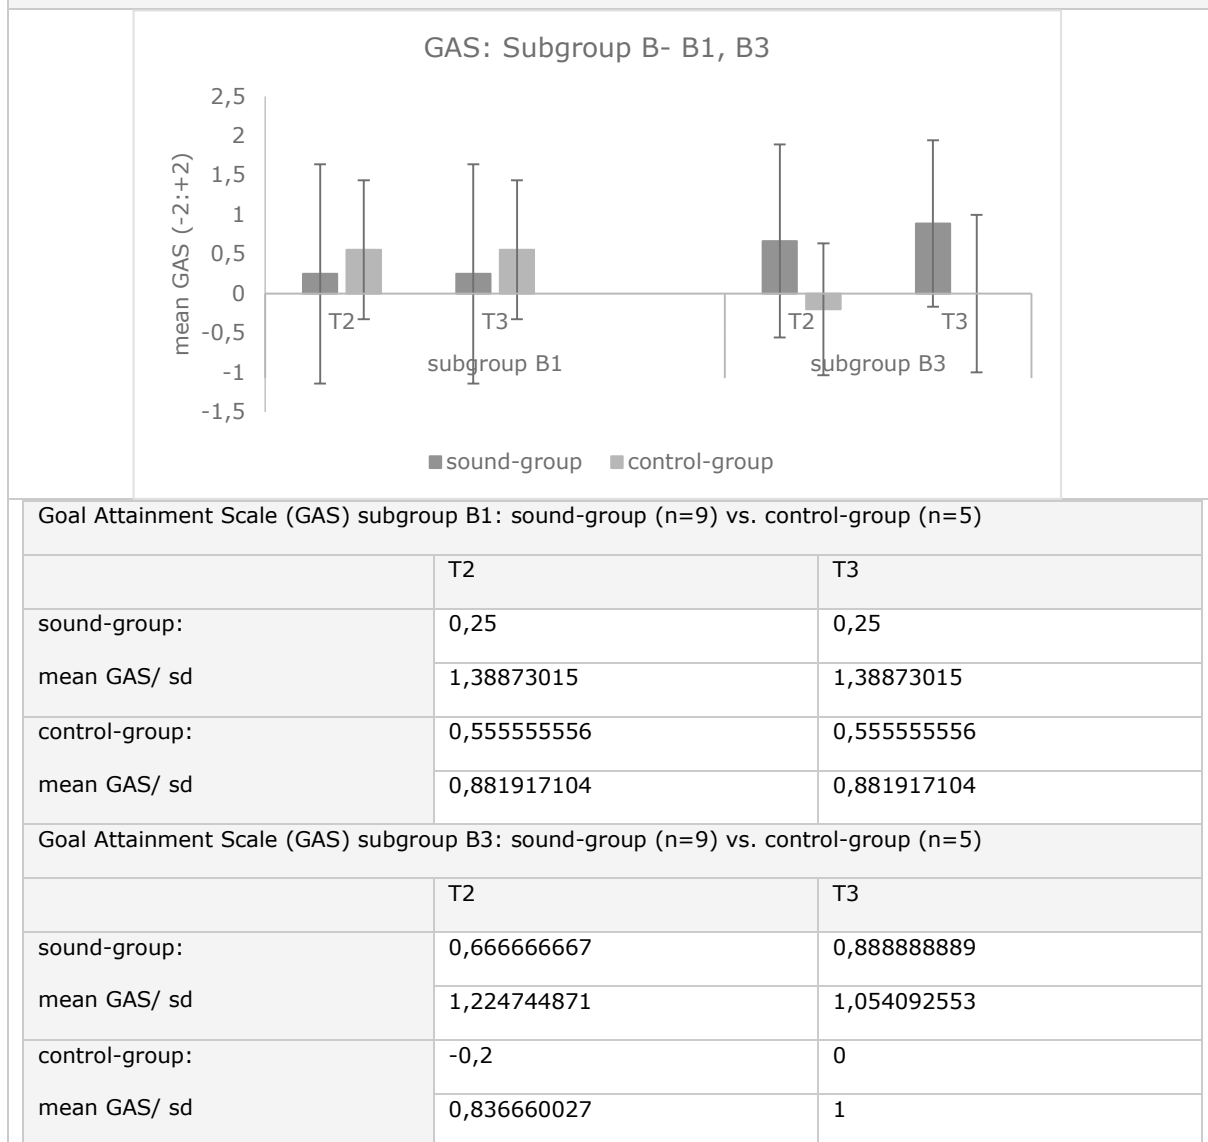 GAS: Subgroup B- B1, B3
mean GAS (-2:+2)
2,5
2
1,5
1
0,5
0
-0,5
-1
-1,5
T2 T3 T2 T3
subgroup B1 subgroup B3
sound-group control-group
Goal Attainment Scale (GAS) subgroup B1: sound-group (n=9) vs. control-group (n=5)
T2 T3
sound-group: 0,25 0,25
mean GAS/ sd 1,38873015 1,38873015
control-group: 0,555555556 0,555555556
mean GAS/ sd 0,881917104 0,881917104
Goal Attainment Scale (GAS) subgroup B3: sound-group (n=9) vs. control-group (n=5)
T2 T3
sound-group: 0,666666667 0,888888889
mean GAS/ sd 1,224744871 1,054092553
control-group: -0,2 0
mean GAS/ sd 0,836660027 1